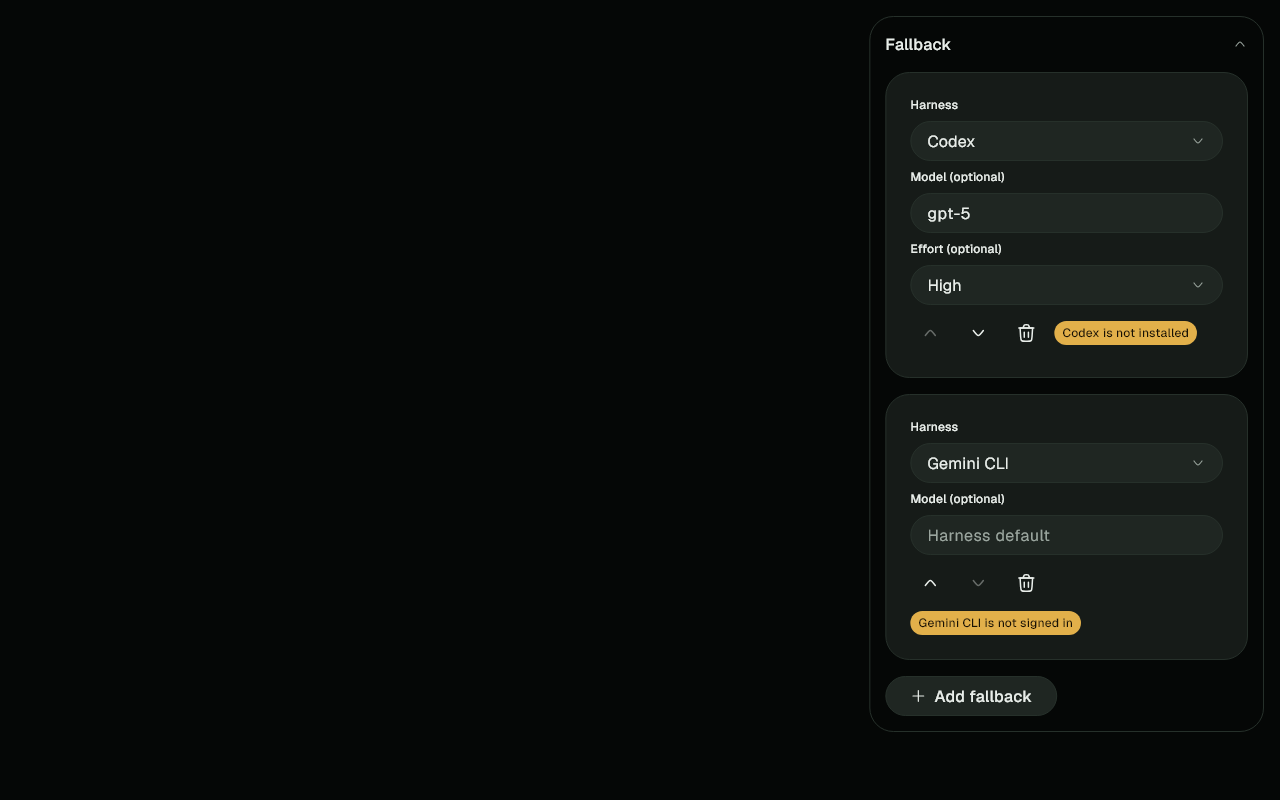 Fallback
Harness
Codex
Model (optional)
gpt-5
Effort (optional)
High
Codex is not installed
Harness
Gemini CLI
Model (optional)
Harness default
Gemini CLI is not signed in
Add fallback